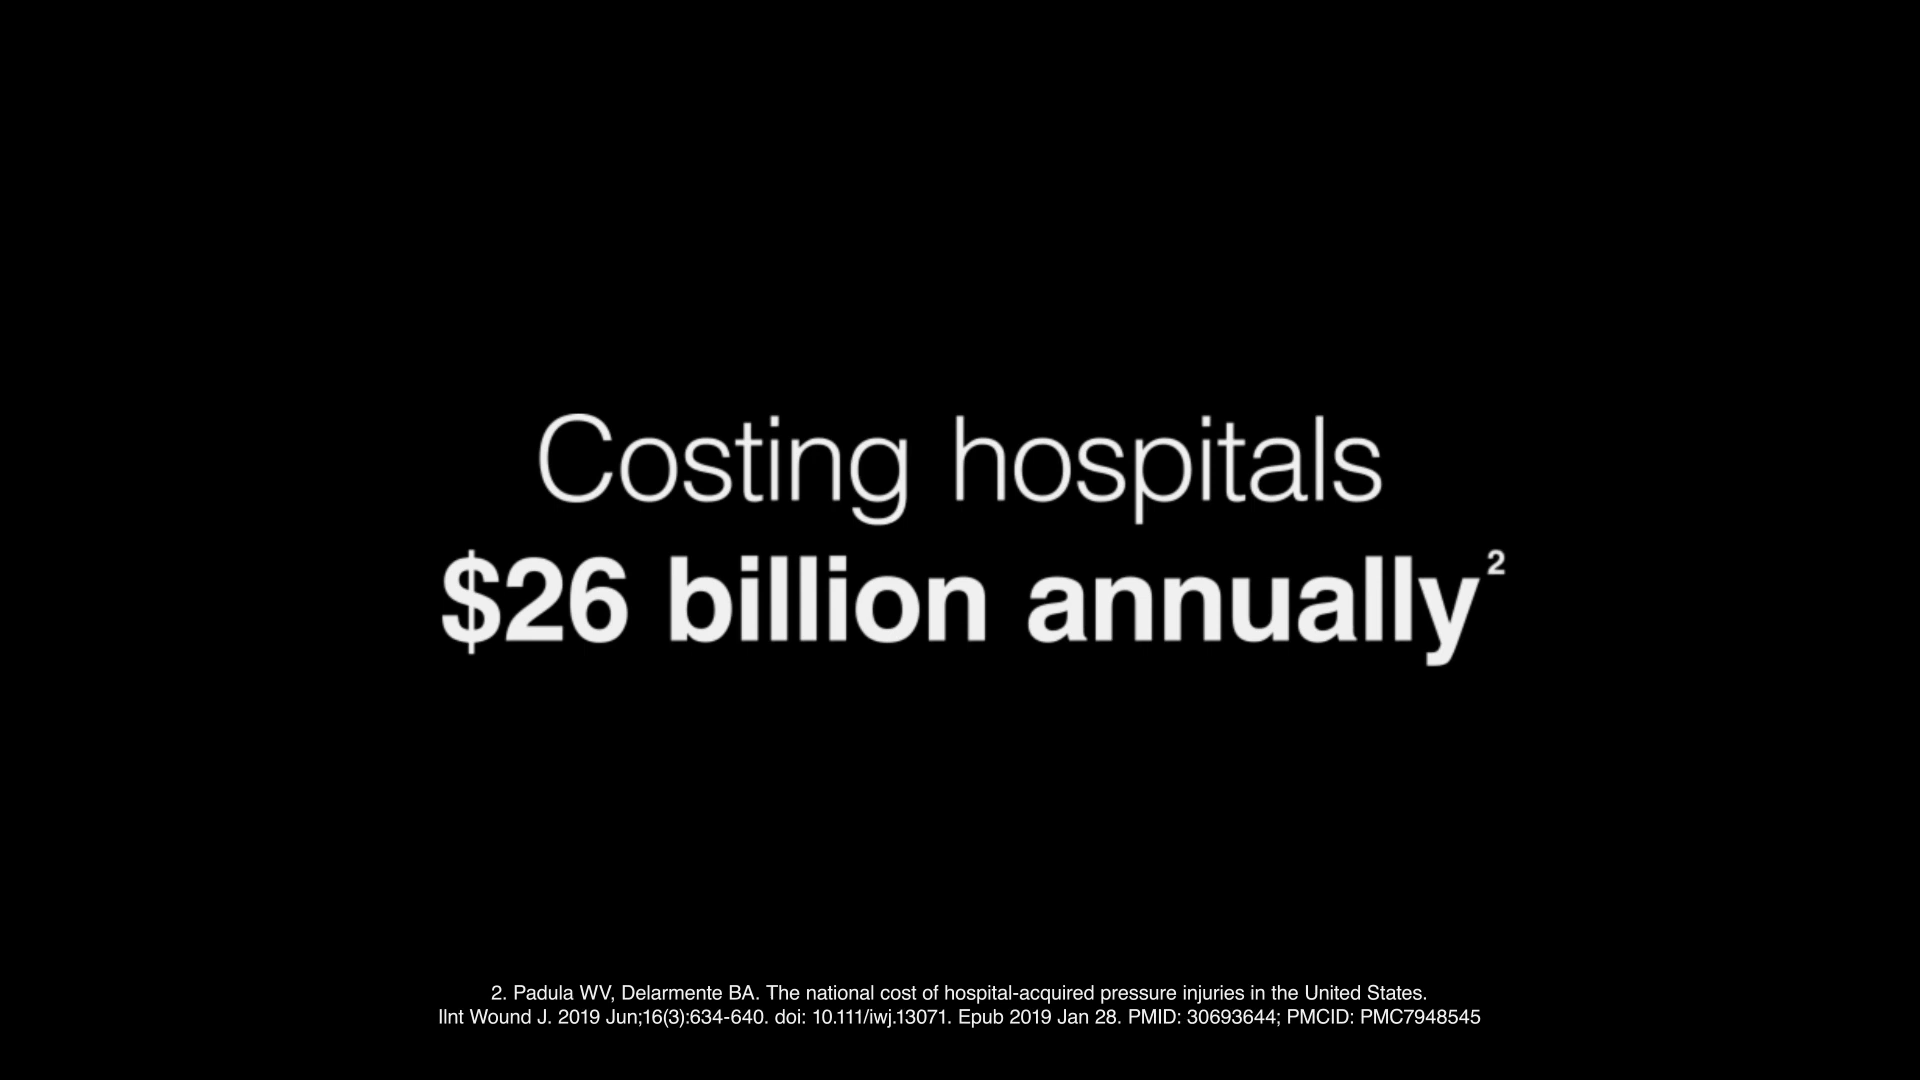 Costing hospitals
$26 billion annually²
2. Padula WV, Delarmente BA. The national cost of hospital-acquired pressure injuries in the United States.
IInt Wound J. 2019 Jun;16(3):634-640. doi: 10.111/iwj.13071. Epub 2019 Jan 28. PMID: 30693644; PMCID: PMC7948545